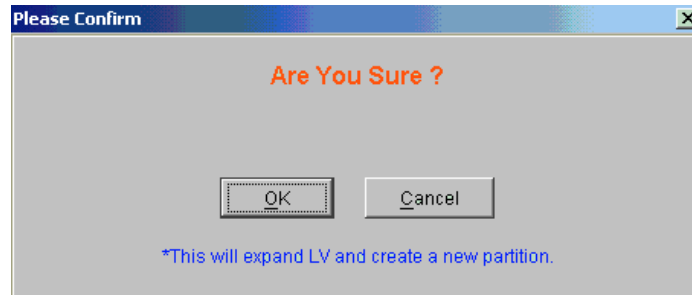 Please Confirm
Are You Sure ?
OK
Cancel
*This will expand LV and create a new partition.